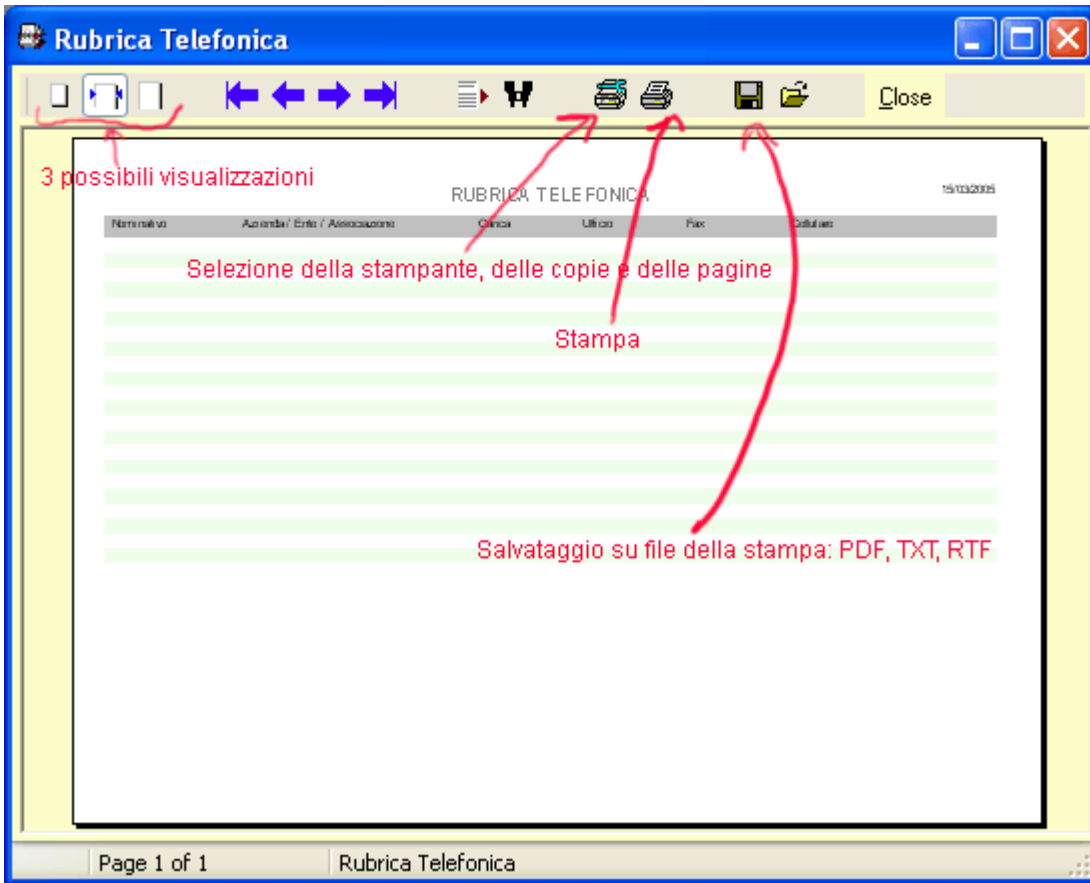 Rubrica Telefonica
Close
3 possibili visualizzazioni
RUBRICA TELEFONICA
15/03/2005
Nominativo Azienda / Ente / Associazione Carica Ufficio Fax Cellulare
Selezione della stampante, delle copie e delle pagine
Stampa
Salvataggio su file della stampa: PDF, TXT, RTF
Page 1 of 1 Rubrica Telefonica